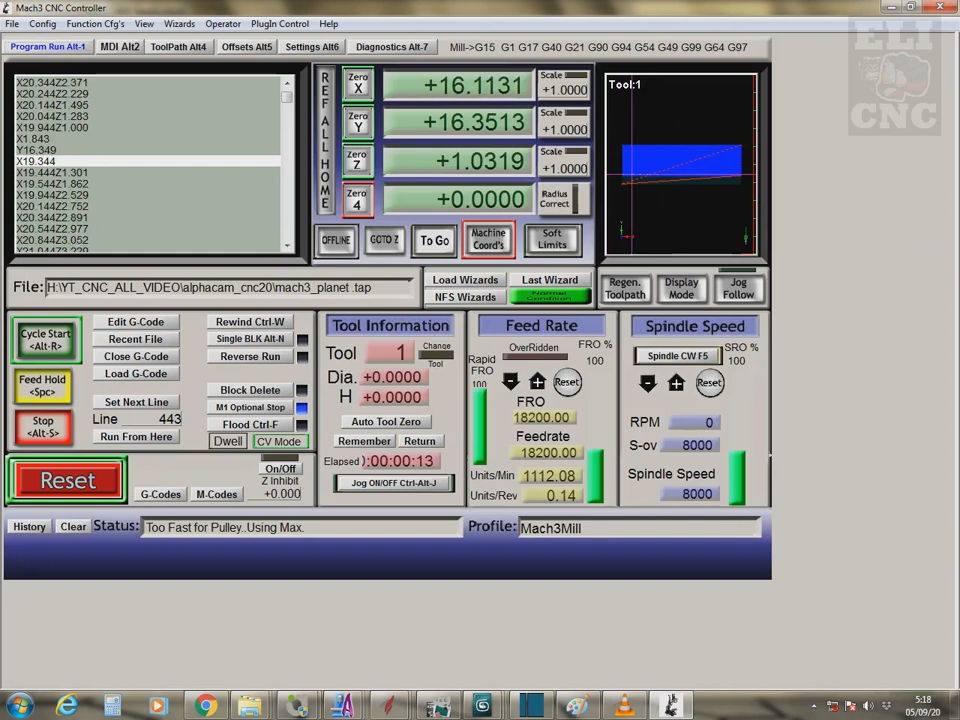 Mach3 CNC Controller
File Config Function Cfg's View Wizards Operator PlugIn Control Help
Program Run Alt-1 MDI Alt2 ToolPath Alt4 Offsets Alt5 Settings Alt6 Diagnostics Alt-7 Mill->G15 G1 G17 G40 G21 G90 G94 G54 G49 G99 G64 G97
ELI
CNC
X20.344Z2.371
X20.244Z2.229
X20.144Z1.495
X20.044Z1.283
X19.944Z1.000
X1.843
Y16.349
X19.344
X19.444Z1.301
X19.544Z1.862
X19.944Z2.529
X20.144Z2.752
X20.344Z2.891
X20.544Z2.977
X20.844Z3.052
X21.044Z3.229
REF ALL HOME
Zero X +16.1131 Scale +1.0000
Zero Y +16.3513 Scale +1.0000
Zero Z +1.0319 Scale +1.0000
Zero 4 +0.0000 Radius Correct
OFFLINE GOTO Z To Go Machine Coord's Soft Limits
Tool:1
File: H:\YT_CNC_ALL_VIDEO\alphacam_cnc20\mach3_planet .tap
Load Wizards Last Wizard
NFS Wizards Normal Condition
Regen. Toolpath Display Mode Jog Follow
Cycle Start <Alt-R>
Feed Hold <Spc>
Stop <Alt-S>
Reset
Edit G-Code
Recent File
Close G-Code
Load G-Code
Set Next Line
Line 443
Run From Here
Rewind Ctrl-W
Single BLK Alt-N
Reverse Run
Block Delete
M1 Optional Stop
Flood Ctrl-F
Dwell CV Mode
G-Codes M-Codes
On/Off
Z Inhibit
+0.000
Tool Information
Tool 1 Change Tool
Dia. +0.0000
H +0.0000
Auto Tool Zero
Remember Return
Elapsed :00:00:13
Jog ON/OFF Ctrl-Alt-J
Feed Rate
OverRidden FRO %
Rapid FRO 100
100
Reset
FRO
18200.00
Feedrate
18200.00
Units/Min 1112.08
Units/Rev 0.14
Spindle Speed
Spindle CW F5 SRO %
100
Reset
RPM 0
S-ov 8000
Spindle Speed
8000
History Clear Status: Too Fast for Pulley..Using Max. Profile: Mach3Mill
5:18
05/09/20